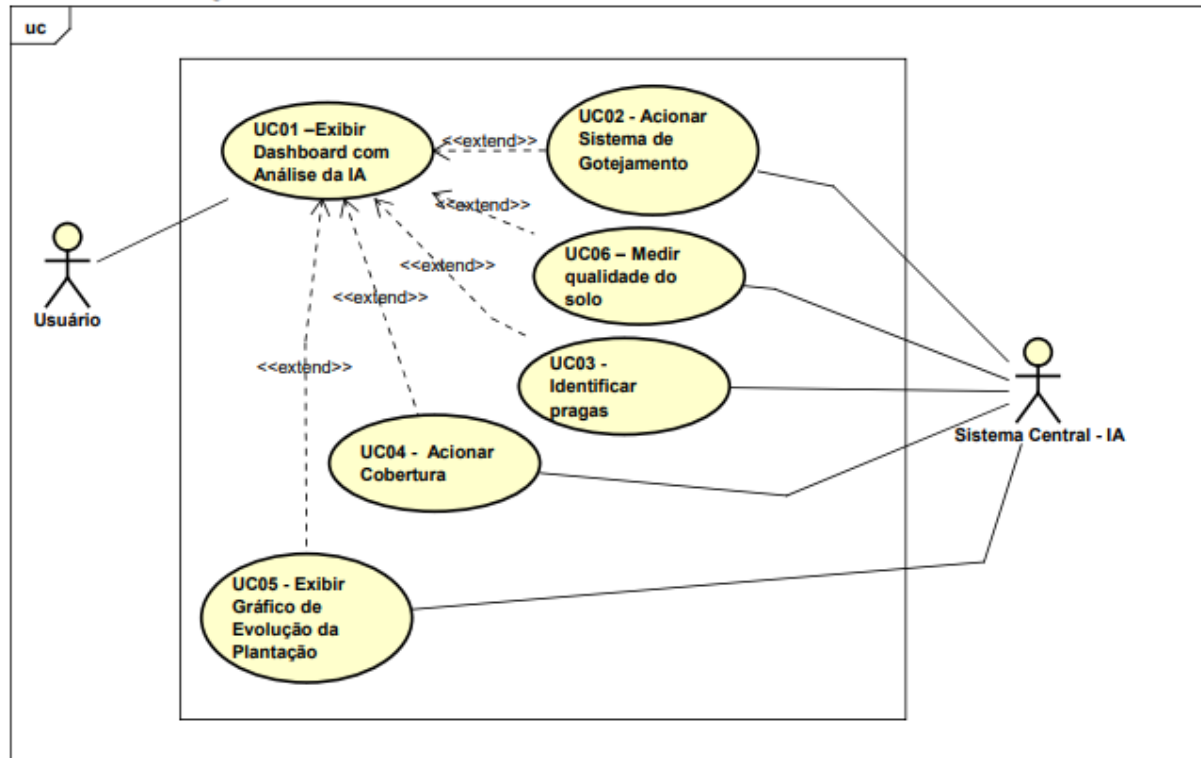 uc
UC01 –Exibir
Dashboard com
Análise da IA
<<extend>>
UC02 - Acionar
Sistema de
Gotejamento
<<extend>>
UC06 – Medir
qualidade do
solo
<<extend>>
<<extend>>
<<extend>>
UC03 -
Identificar
pragas
Usuário
Sistema Central - IA
UC04 -  Acionar
Cobertura
UC05 - Exibir
Gráfico de
Evolução da
Plantação